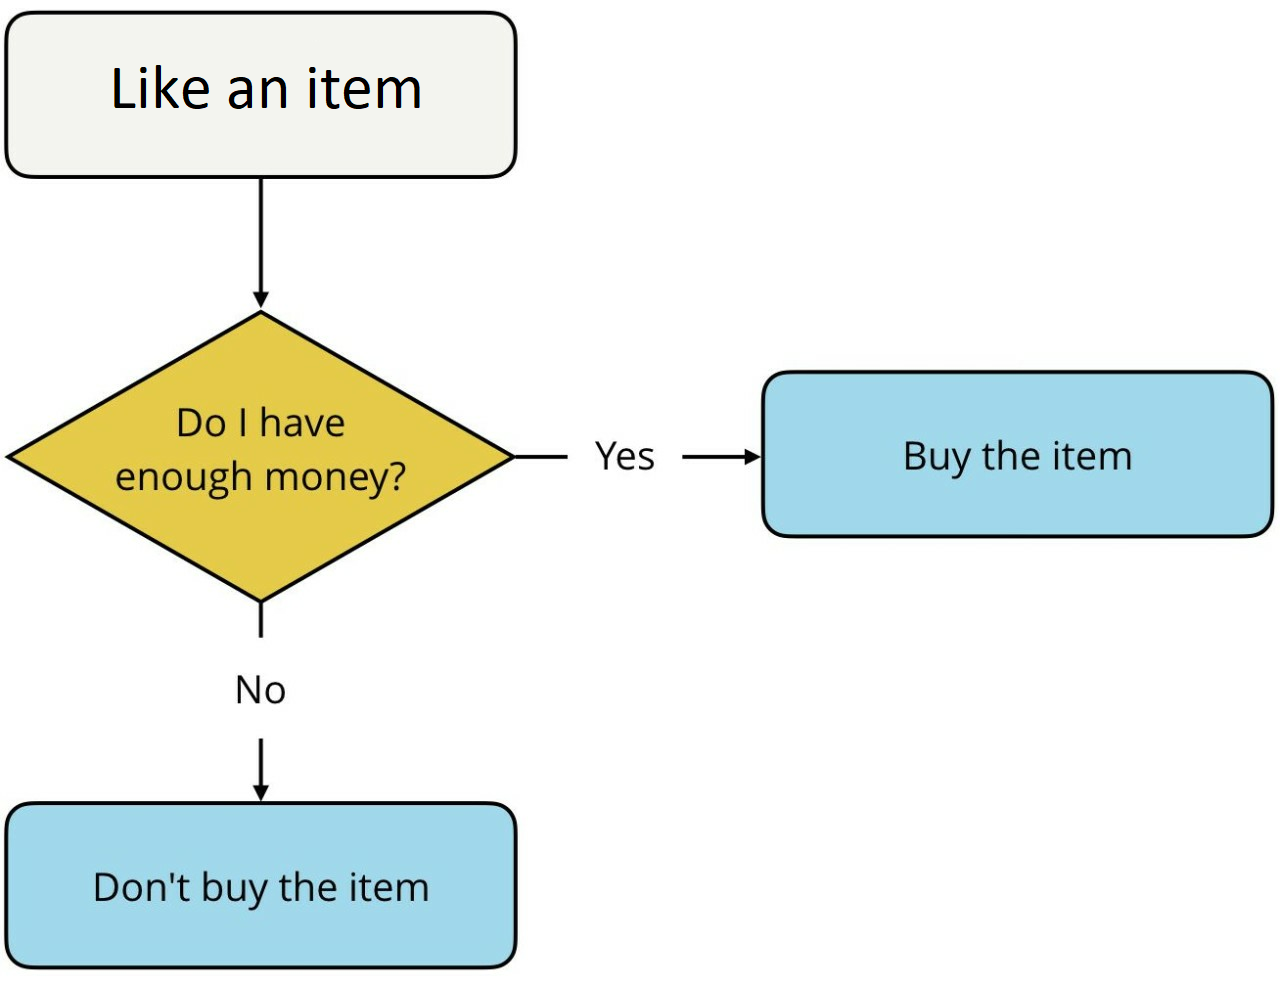 Like an item
Do I have
enough money?
Yes
Buy the item
No
Don't buy the item